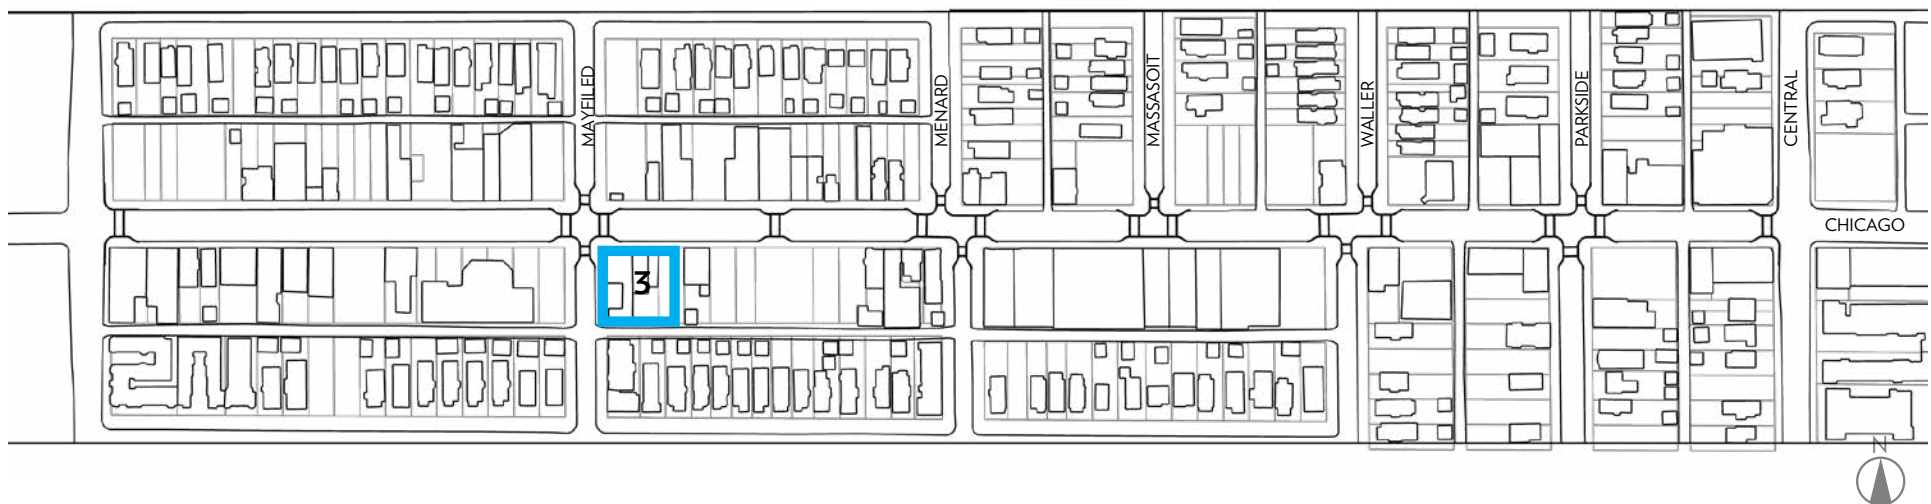 MAYFILED
MENARD
MASSASOIT
WALLER
PARKSIDE
CENTRAL
CHICAGO
3
N